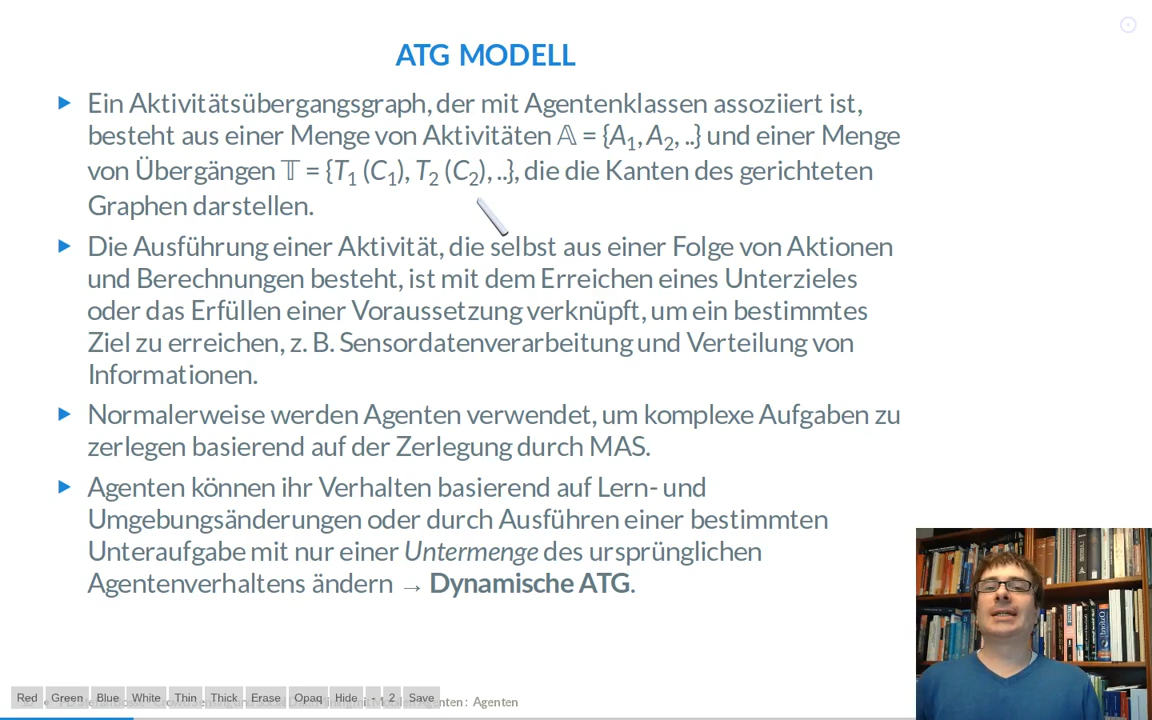 ATG MODELL
Ein Aktivitätsübergangsgraph, der mit Agentenklassen assoziiert ist,
besteht aus einer Menge von Aktivitäten 𝔸 = {A₁, A₂, ..} und einer Menge
von Übergängen 𝕋 = {T₁ (C₁), T₂ (C₂), ..}, die die Kanten des gerichteten
Graphen darstellen.
Die Ausführung einer Aktivität, die selbst aus einer Folge von Aktionen
und Berechnungen besteht, ist mit dem Erreichen eines Unterzieles
oder das Erfüllen einer Voraussetzung verknüpft, um ein bestimmtes
Ziel zu erreichen, z. B. Sensordatenverarbeitung und Verteilung von
Informationen.
Normalerweise werden Agenten verwendet, um komplexe Aufgaben zu
zerlegen basierend auf der Zerlegung durch MAS.
Agenten können ihr Verhalten basierend auf Lern- und
Umgebungsänderungen oder durch Ausführen einer bestimmten
Unteraufgabe mit nur einer Untermenge des ursprünglichen
Agentenverhaltens ändern → Dynamische ATG.
Red Green Blue White Thin Thick Erase Opaq Hide - 2 Save
: Agenten